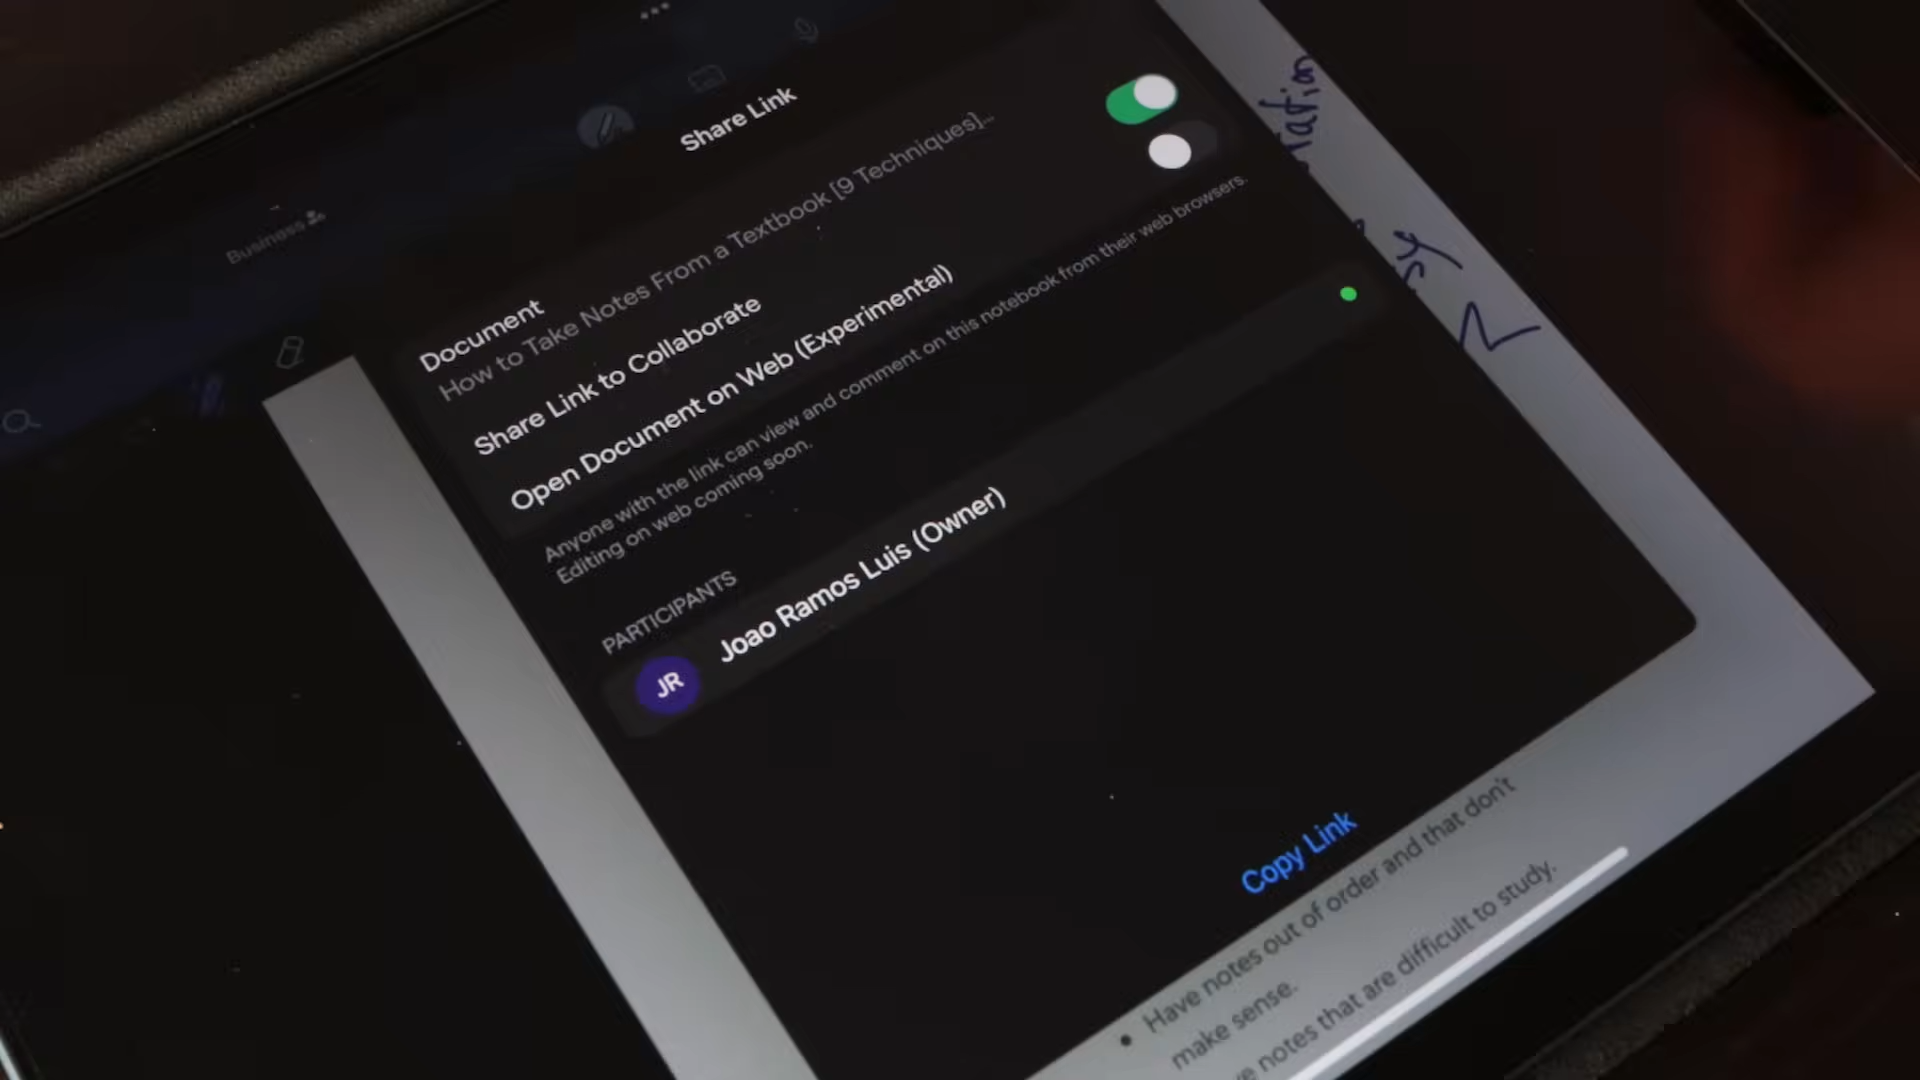 Business
Share Link
Document
How to Take Notes From a Textbook [9 Techniques]...
Share Link to Collaborate
Open Document on Web (Experimental)
Anyone with the link can view and comment on this notebook from their web browsers.
Editing on web coming soon.
PARTICIPANTS
JR
Joao Ramos Luis (Owner)
Copy Link
Have notes out of order and that don't
make sense.
notes that are difficult to study.